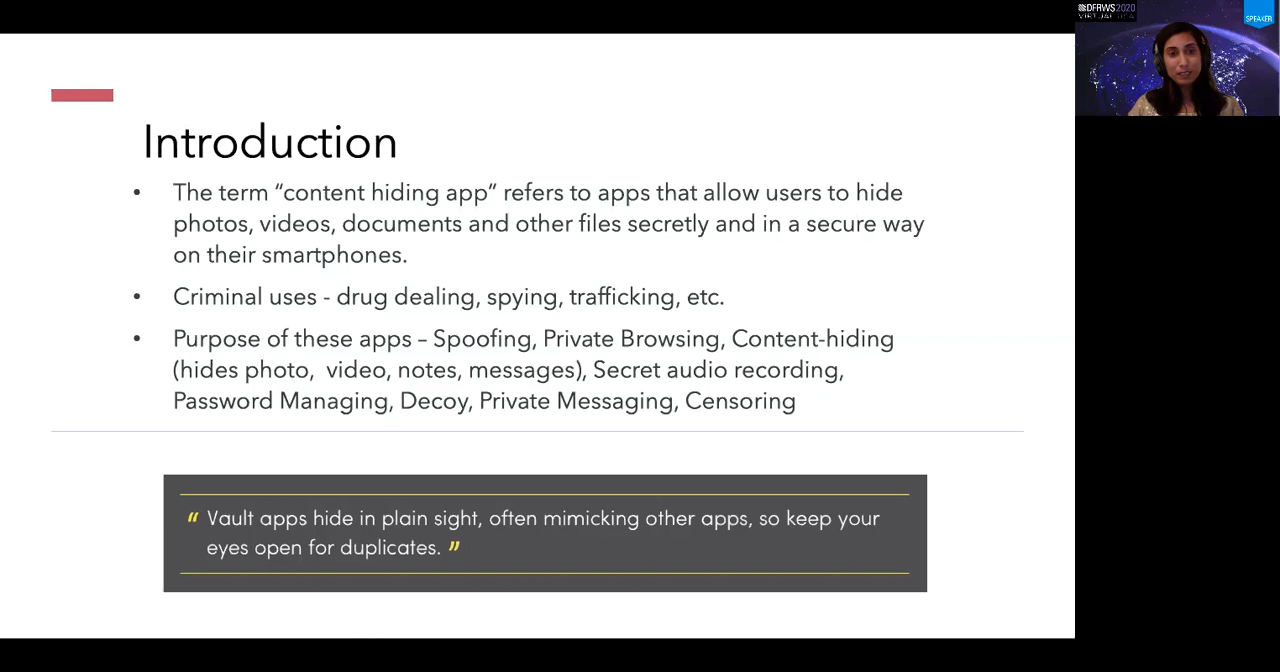 DFRWS2020
VIRTUAL USA
SPEAKER
Introduction
• The term “content hiding app” refers to apps that allow users to hide
photos, videos, documents and other files secretly and in a secure way
on their smartphones.
• Criminal uses - drug dealing, spying, trafficking, etc.
• Purpose of these apps – Spoofing, Private Browsing, Content-hiding
(hides photo, video, notes, messages), Secret audio recording,
Password Managing, Decoy, Private Messaging, Censoring
“ Vault apps hide in plain sight, often mimicking other apps, so keep your
eyes open for duplicates. ”